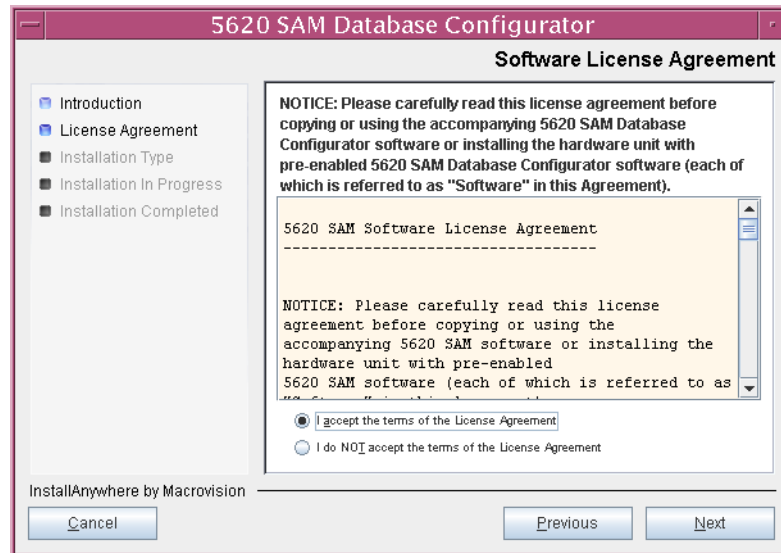 5620 SAM Database Configurator
Software License Agreement
Introduction
License Agreement
Installation Type
Installation In Progress
Installation Completed
NOTICE: Please carefully read this license agreement before
copying or using the accompanying 5620 SAM Database
Configurator software or installing the hardware unit with
pre-enabled 5620 SAM Database Configurator software (each of
which is referred to as "Software" in this Agreement).
5620 SAM Software License Agreement
-------------------------------------
NOTICE: Please carefully read this license
agreement before copying or using the
accompanying 5620 SAM software or installing the
hardware unit with pre-enabled
5620 SAM software (each of which is referred to as
I accept the terms of the License Agreement
I do NOT accept the terms of the License Agreement
InstallAnywhere by Macrovision
Cancel
Previous
Next